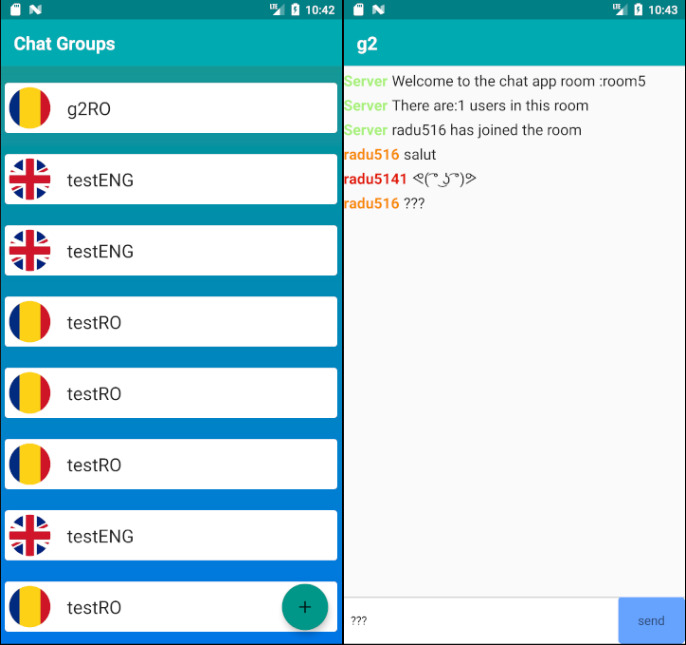 10:42
Chat Groups
g2RO
testENG
testENG
testRO
testRO
testRO
testENG
testRO
+
10:43
g2
Server Welcome to the chat app room :room5
Server There are:1 users in this room
Server radu516 has joined the room
radu516 salut
radu5141 ᕙ( ͡° ͜ʖ ͡°)ᕗ
radu516 ???
???
send